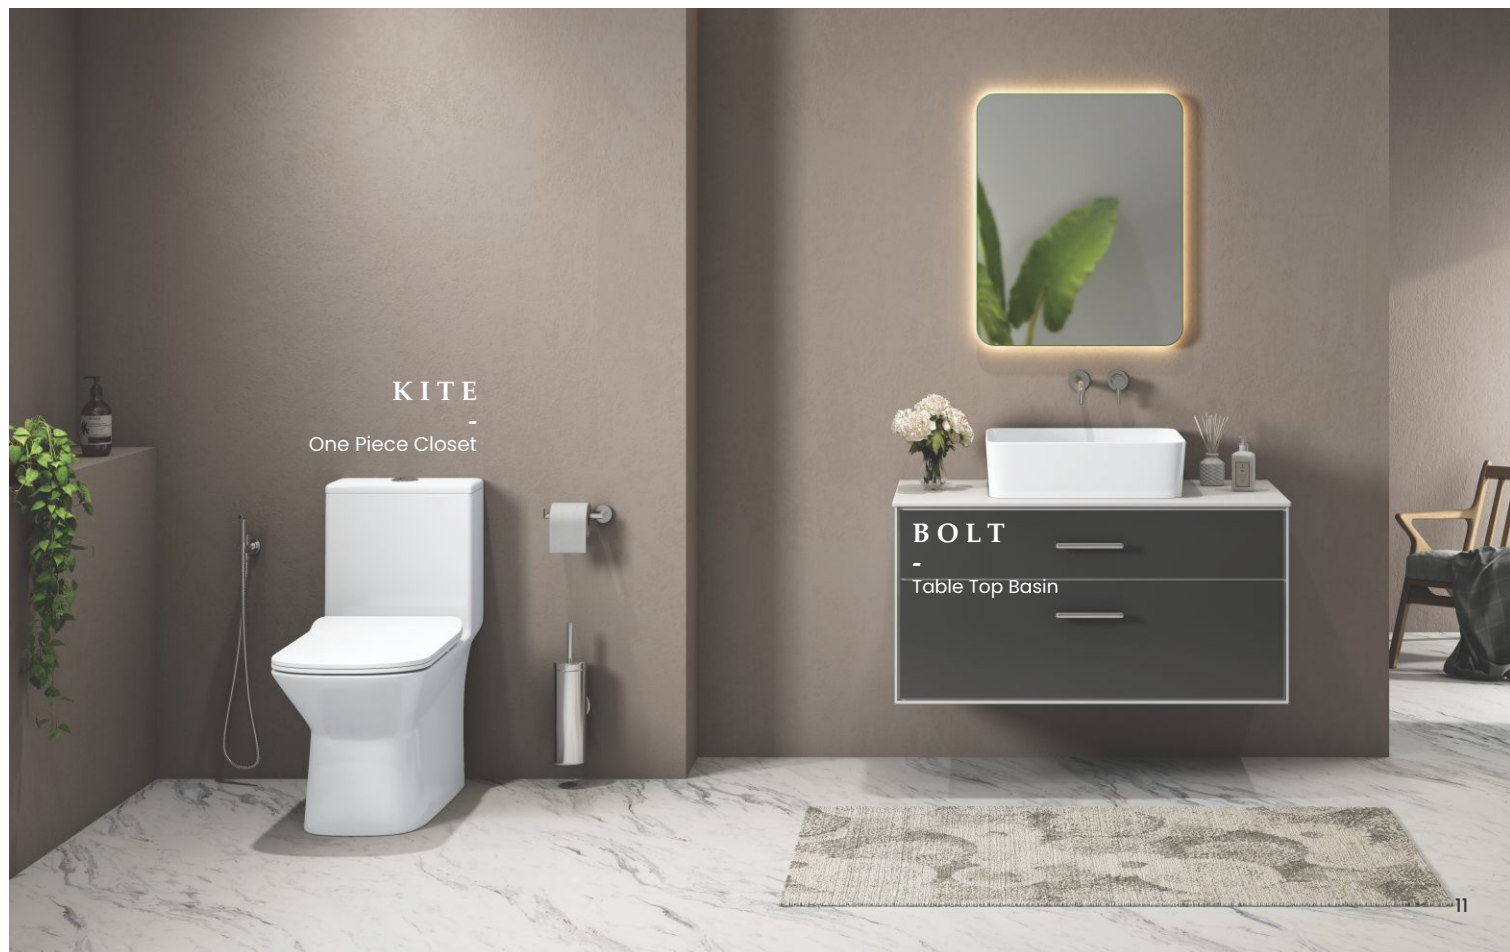 KITE
-
One Piece Closet
BOLT
-
Table Top Basin
11